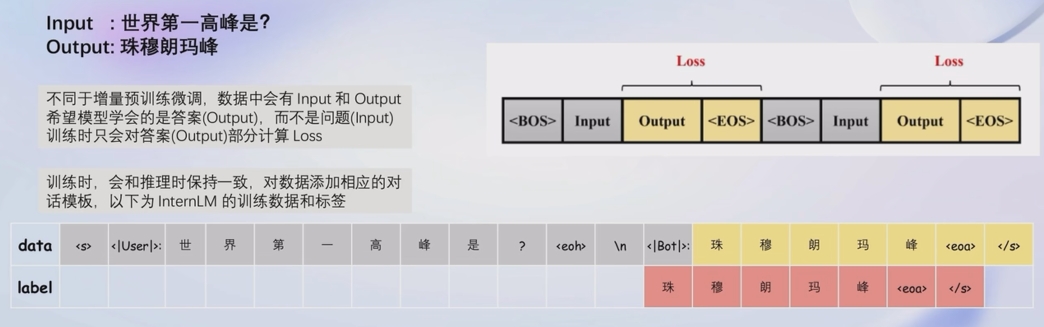 Input : 世界第一高峰是?
Output: 珠穆朗玛峰
不同于增量预训练微调，数据中会有 Input 和 Output
希望模型学会的是答案(Output)，而不是问题(Input)
训练时只会对答案(Output)部分计算 Loss
Loss Loss
<BOS> Input Output <EOS> <BOS> Input Output <EOS>
训练时，会和推理时保持一致，对数据添加相应的对
话模板，以下为 InternLM 的训练数据和标签
data <s> <|User|>: 世 界 第 一 高 峰 是 ? <eoh> \n <|Bot|>: 珠 穆 朗 玛 峰 <eoa> </s>
label 珠 穆 朗 玛 峰 <eoa> </s>